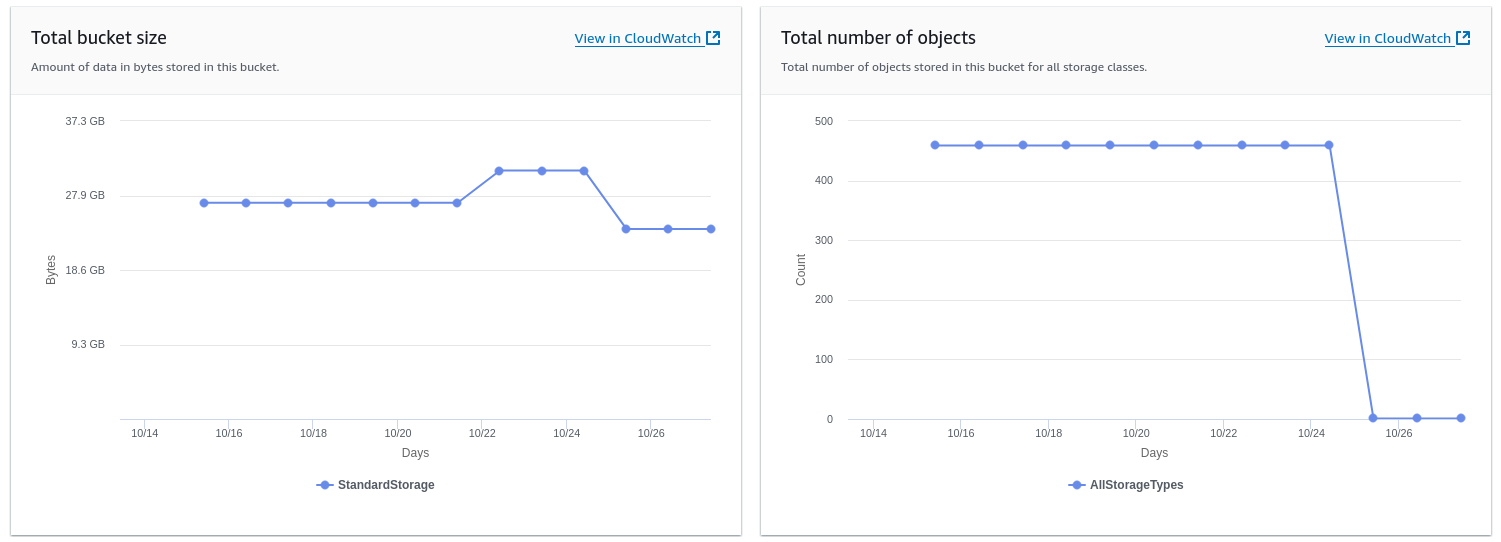 Total bucket size
View in CloudWatch
Amount of data in bytes stored in this bucket.
37.3 GB
27.9 GB
18.6 GB
9.3 GB
Bytes
10/14
10/16
10/18
10/20
10/22
10/24
10/26
Days
StandardStorage
Total number of objects
View in CloudWatch
Total number of objects stored in this bucket for all storage classes.
500
400
300
200
100
0
Count
10/14
10/16
10/18
10/20
10/22
10/24
10/26
Days
AllStorageTypes